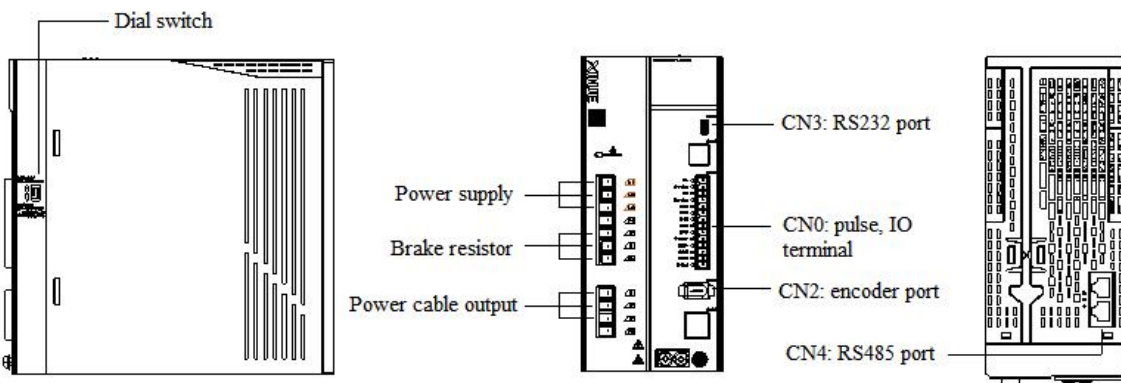 Dial switch
XINJE
Power supply
Brake resistor
Power cable output
CN3: RS232 port
CN0: pulse, IO
terminal
CN2: encoder port
CN4: RS485 port